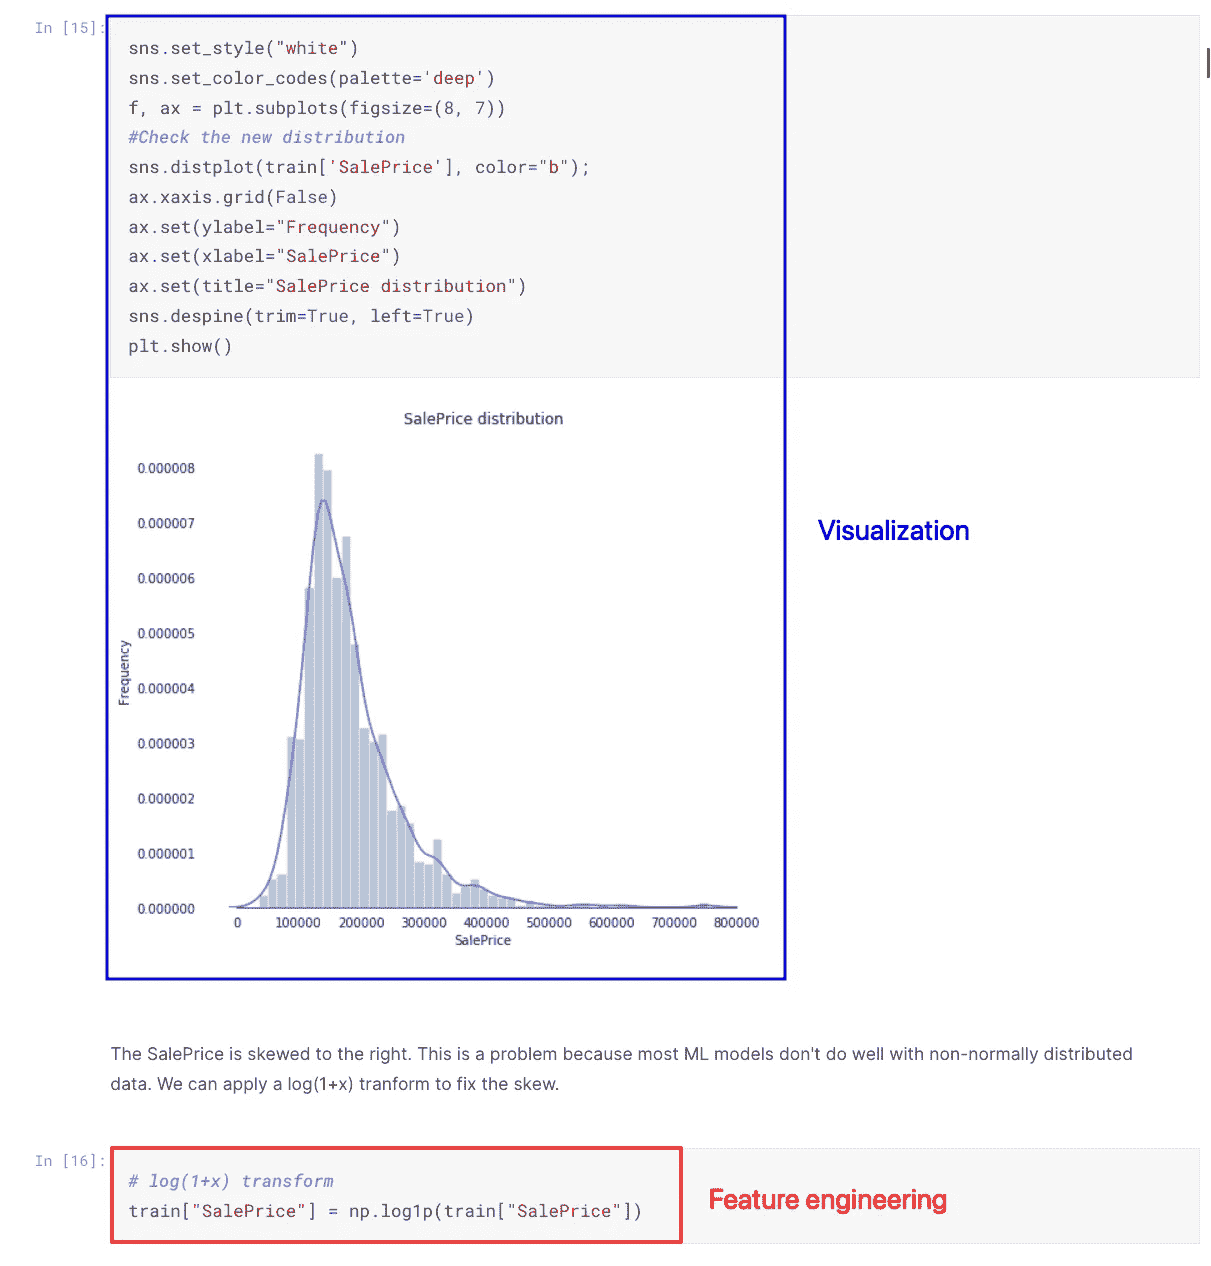 In [15]:
sns.set_style("white")
sns.set_color_codes(palette='deep')
f, ax = plt.subplots(figsize=(8, 7))
#Check the new distribution
sns.distplot(train['SalePrice'], color="b");
ax.xaxis.grid(False)
ax.set(ylabel="Frequency")
ax.set(xlabel="SalePrice")
ax.set(title="SalePrice distribution")
sns.despine(trim=True, left=True)
plt.show()
SalePrice distribution
0.000008
0.000007
0.000006
0.000005
0.000004
0.000003
0.000002
0.000001
0.000000
Frequency
0 100000 200000 300000 400000 500000 600000 700000 800000
SalePrice
Visualization
The SalePrice is skewed to the right. This is a problem because most ML models don't do well with non-normally distributed
data. We can apply a log(1+x) tranform to fix the skew.
In [16]:
# log(1+x) transform
train["SalePrice"] = np.log1p(train["SalePrice"])
Feature engineering